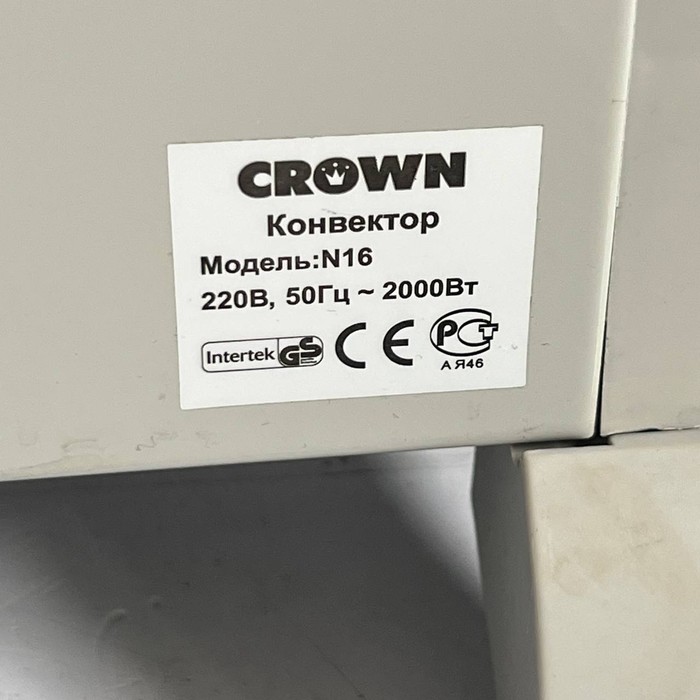 CROWN
Конвектор
Модель:N16
220В, 50Гц ~ 2000Вт
Intertek GS CE РСТ
АЯ46